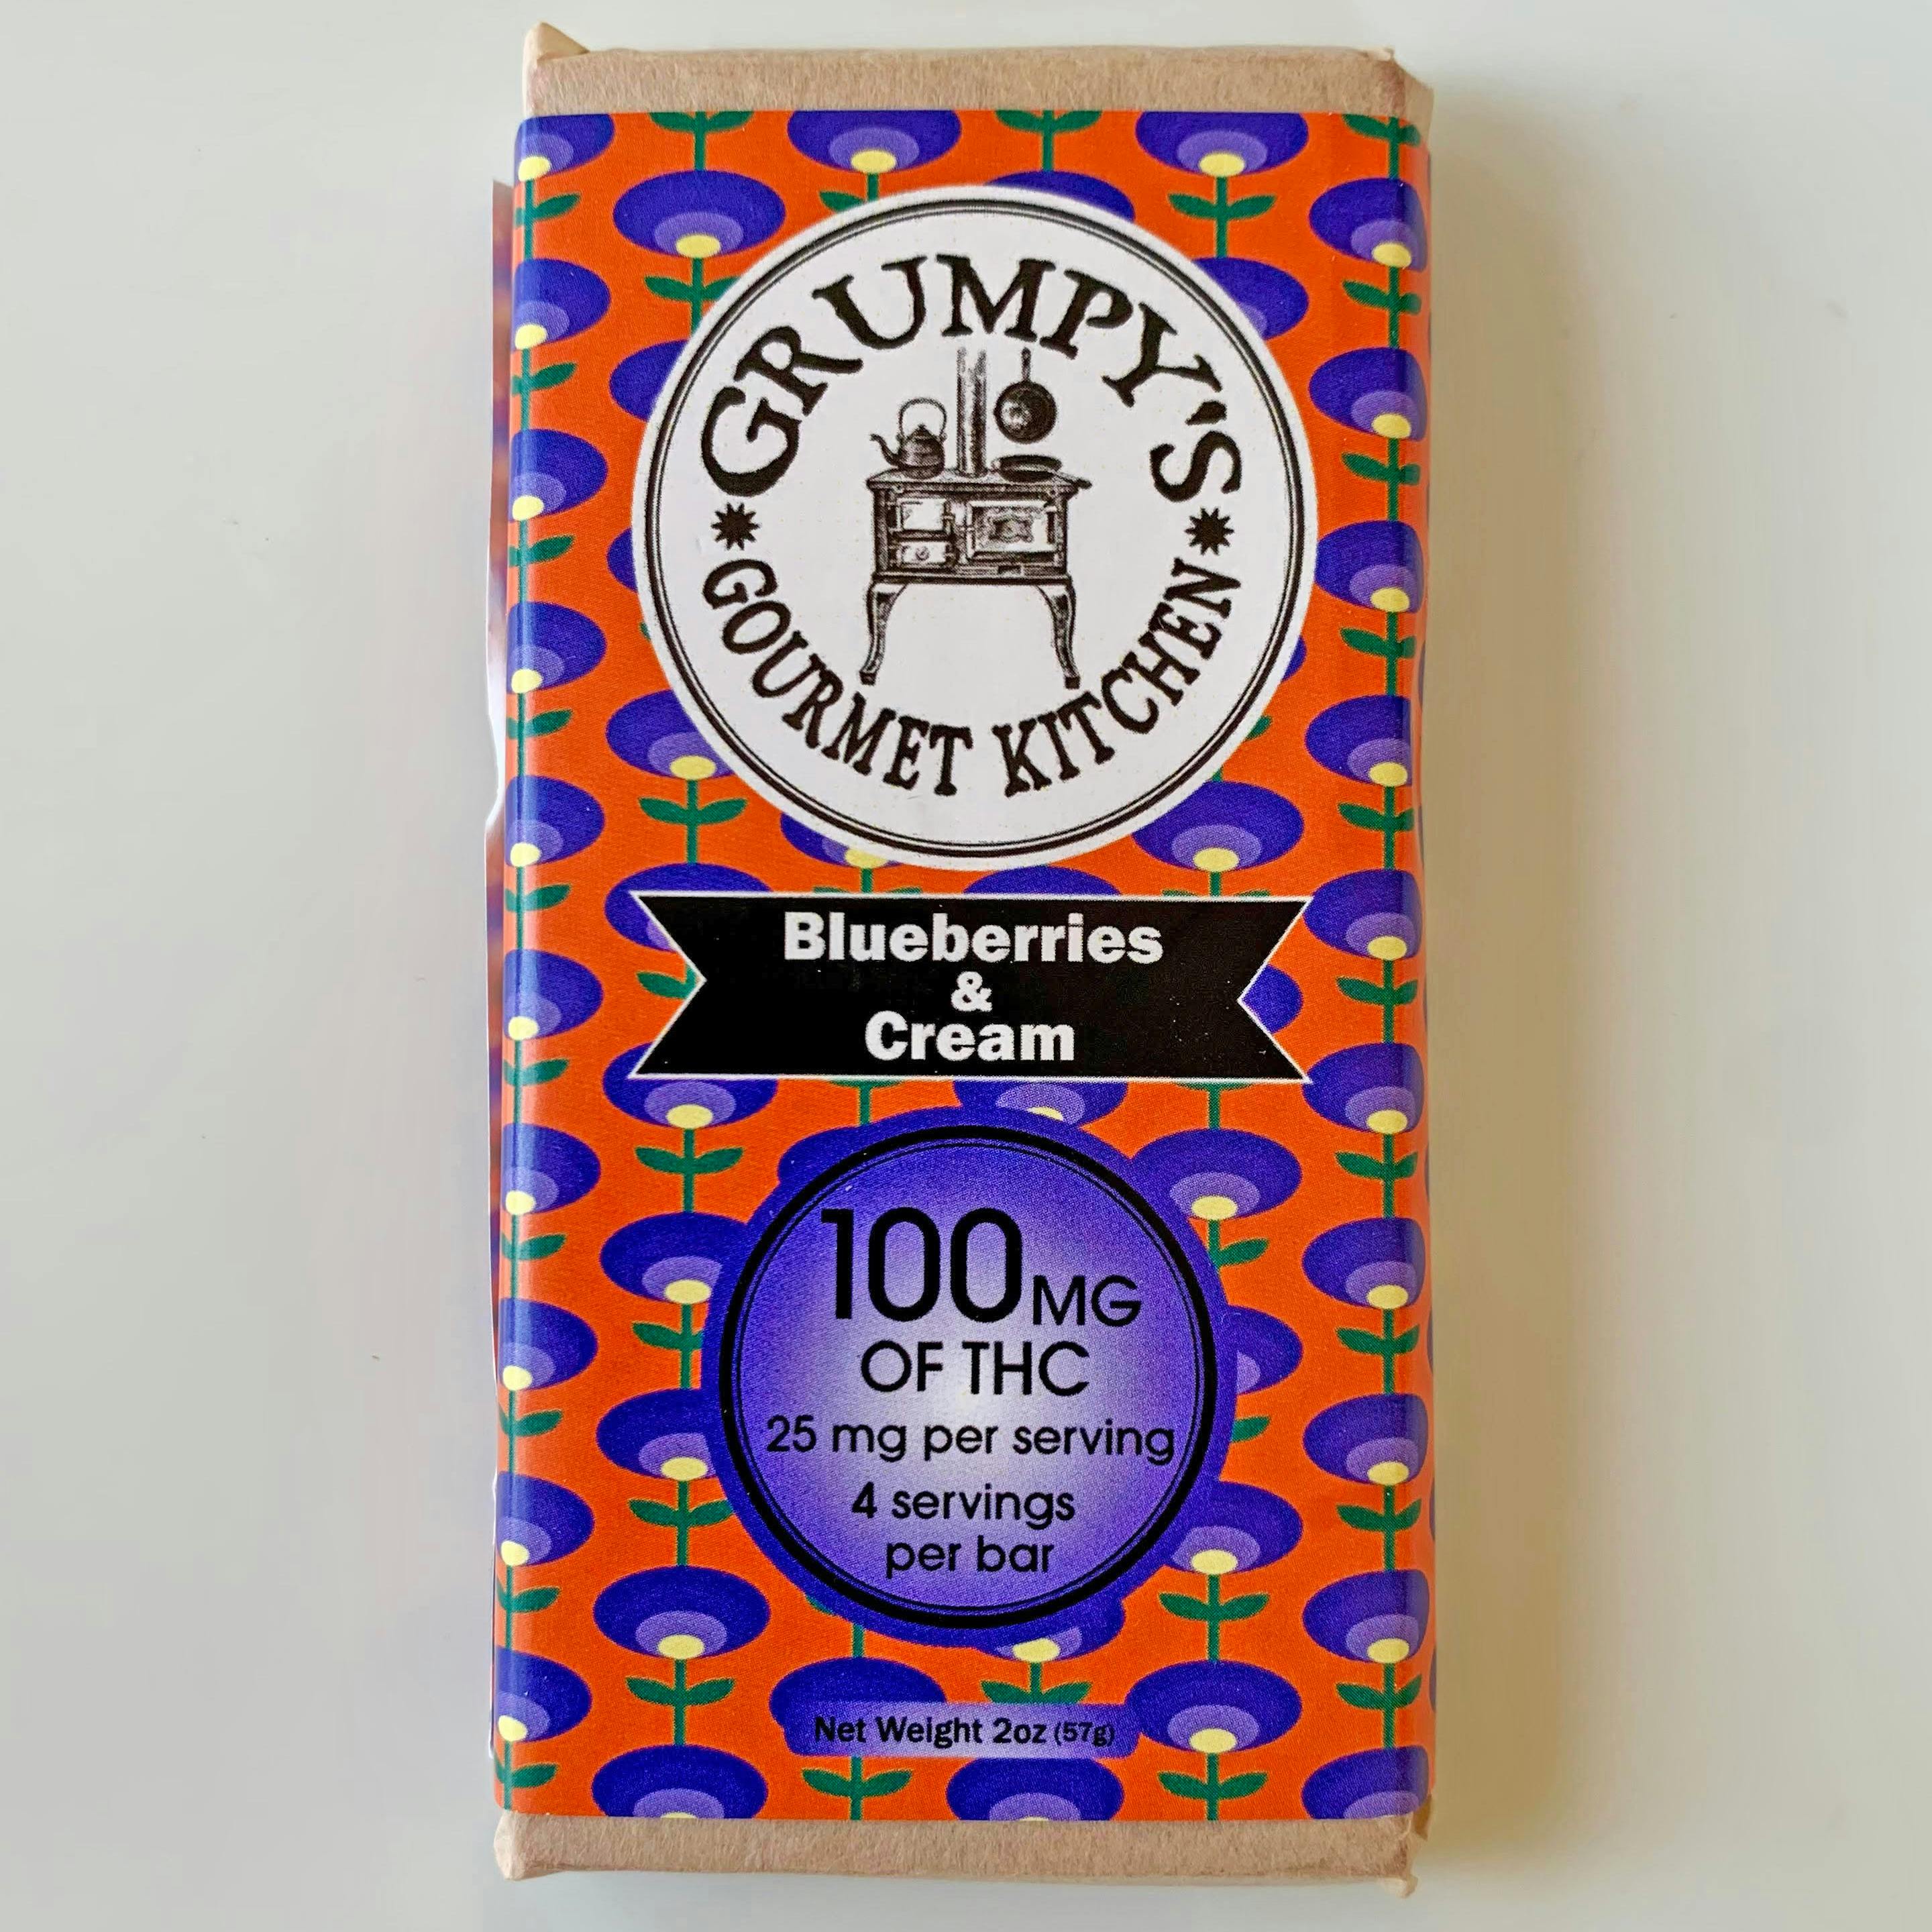 GRUMPY'S
GOURMET KITCHEN
Blueberries
&
Cream
100MG
OF THC
25 mg per serving
4 servings
per bar
Net Weight 2oz (57g)